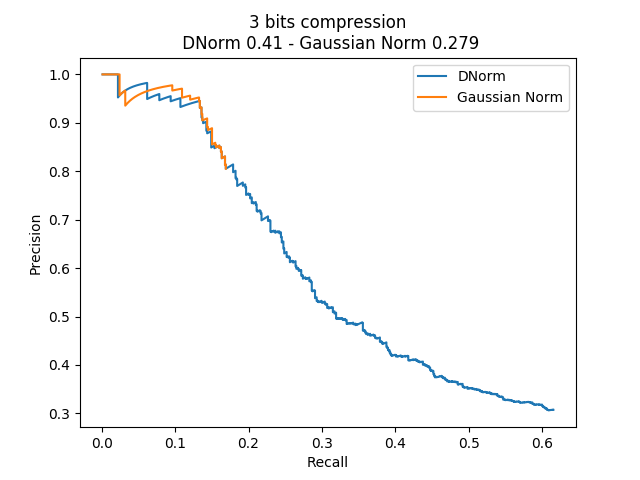 3 bits compression
DNorm 0.41 - Gaussian Norm 0.279
DNorm
Gaussian Norm
Precision
1.0
0.9
0.8
0.7
0.6
0.5
0.4
0.3
0.0 0.1 0.2 0.3 0.4 0.5 0.6
Recall